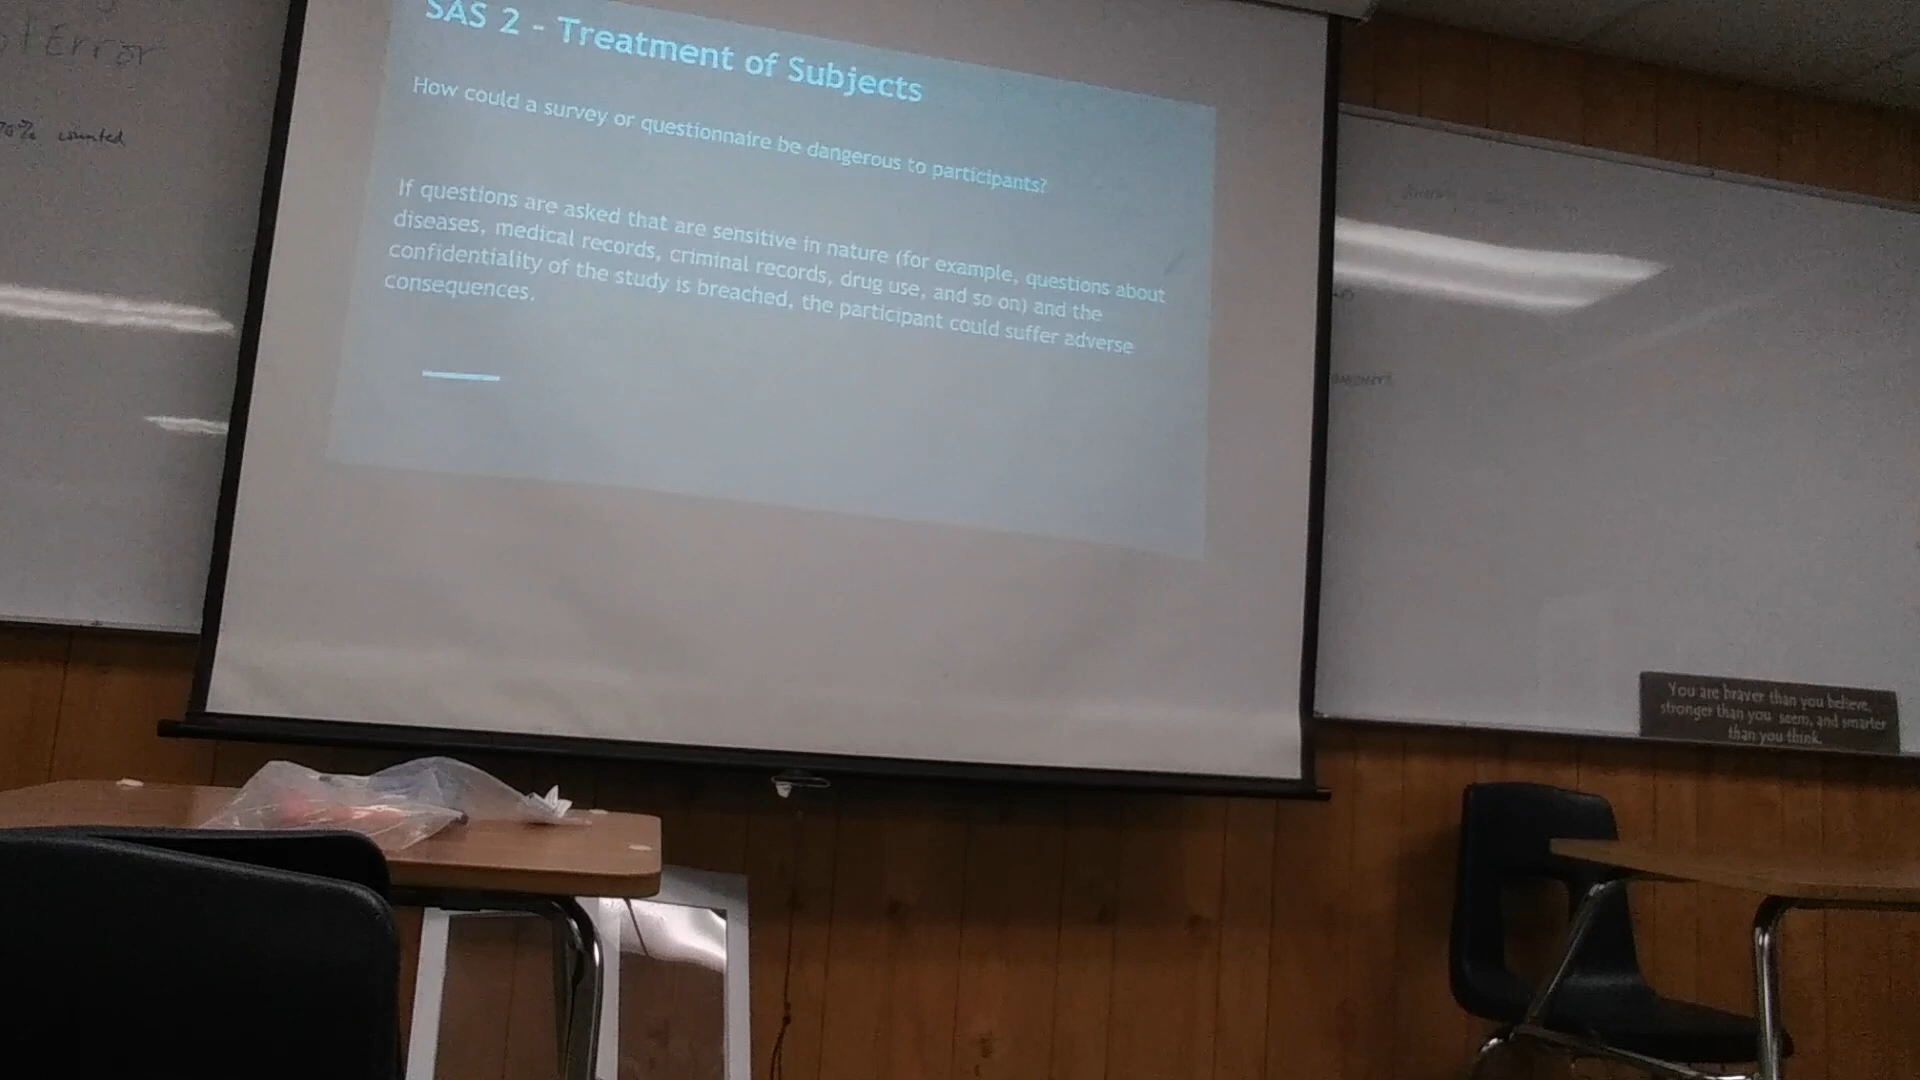 SAS 2 - Treatment of Subjects
How could a survey or questionnaire be dangerous to participants?
If questions are asked that are sensitive in nature (for example, questions about
diseases, medical records, criminal records, drug use, and so on) and the
confidentiality of the study is breached, the participant could suffer adverse
consequences.
Error
70% counted
You are braver than you believe,
stronger than you seem, and smarter
than you think.